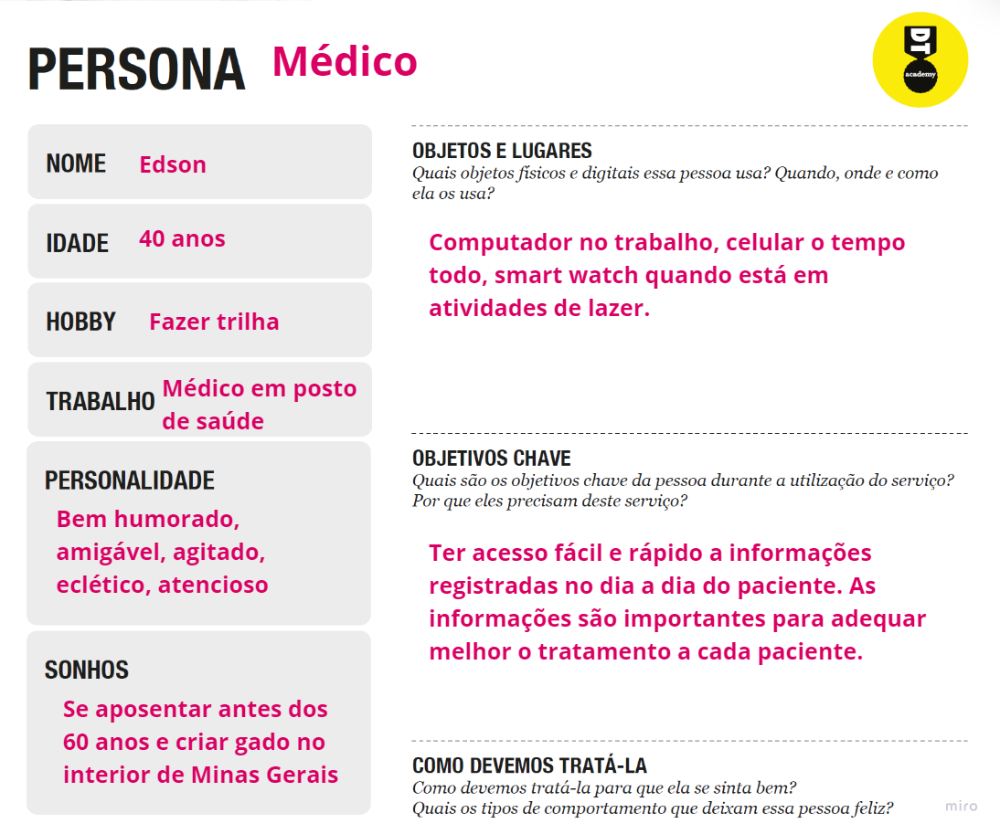 PERSONA Médico
DT
academy
NOME Edson
IDADE 40 anos
HOBBY Fazer trilha
TRABALHO Médico em posto
de saúde
PERSONALIDADE
Bem humorado,
amigável, agitado,
eclético, atencioso
SONHOS
Se aposentar antes dos
60 anos e criar gado no
interior de Minas Gerais
OBJETOS E LUGARES
Quais objetos físicos e digitais essa pessoa usa? Quando, onde e como
ela os usa?
Computador no trabalho, celular o tempo
todo, smart watch quando está em
atividades de lazer.
OBJETIVOS CHAVE
Quais são os objetivos chave da pessoa durante a utilização do serviço?
Por que eles precisam deste serviço?
Ter acesso fácil e rápido a informações
registradas no dia a dia do paciente. As
informações são importantes para adequar
melhor o tratamento a cada paciente.
COMO DEVEMOS TRATÁ-LA
Como devemos tratá-la para que ela se sinta bem?
Quais os tipos de comportamento que deixam essa pessoa feliz?
miro